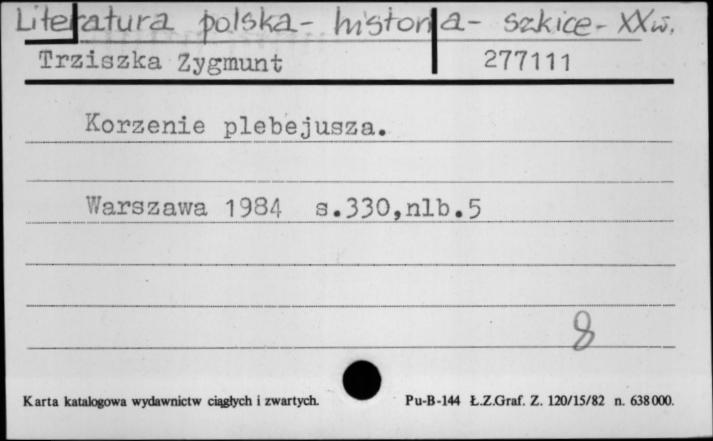 Literatura polska - historia - szkice - XX w.
Trziszka Zygmunt 277111
Korzenie plebejusza.
Warszawa 1984 s.330,nlb.5
8
Karta katalogowa wydawnictw ciągłych i zwartych. Pu-B-144 Ł.Z.Graf. Z. 120/15/82 n. 638000.